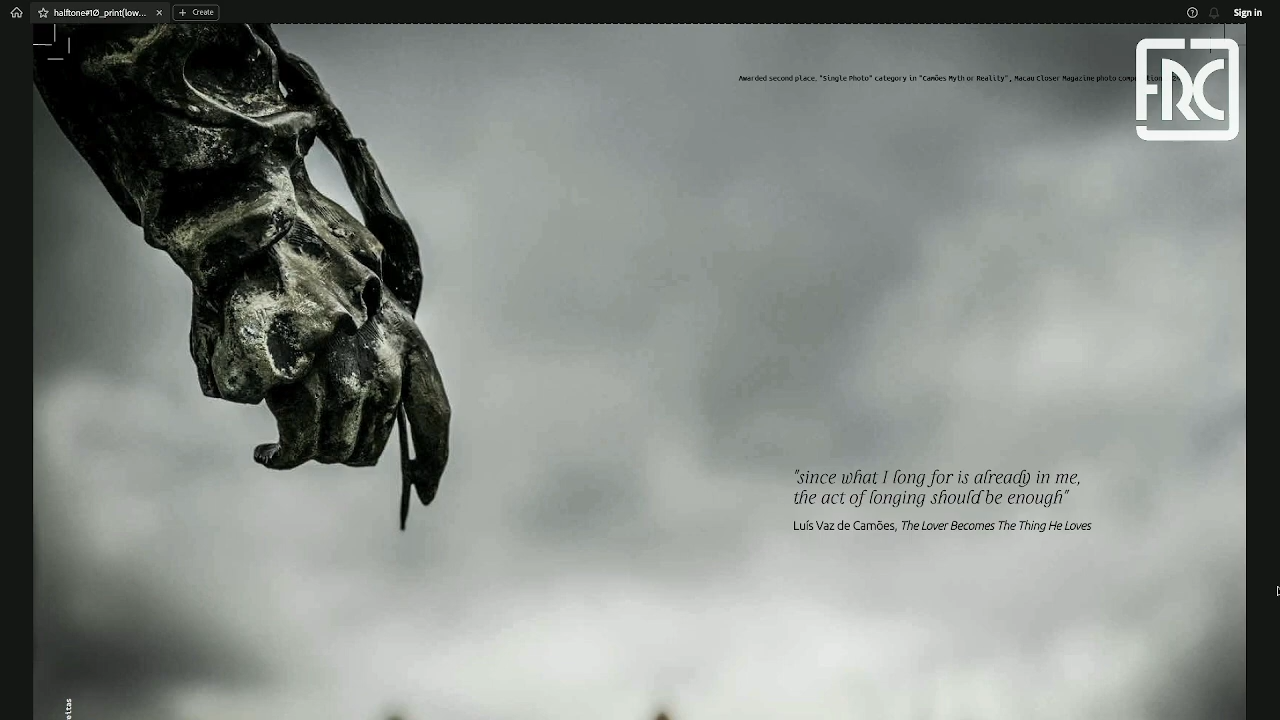 halftone#10_print(low...
Create
Sign in
Awarded second place. "Single Photo" category in "Camões Myth or Reality", Macau Closer Magazine photo
FRC
"since what I long for is already in me,
the act of longing should be enough"
Luís Vaz de Camões, The Lover Becomes The Thing He Loves